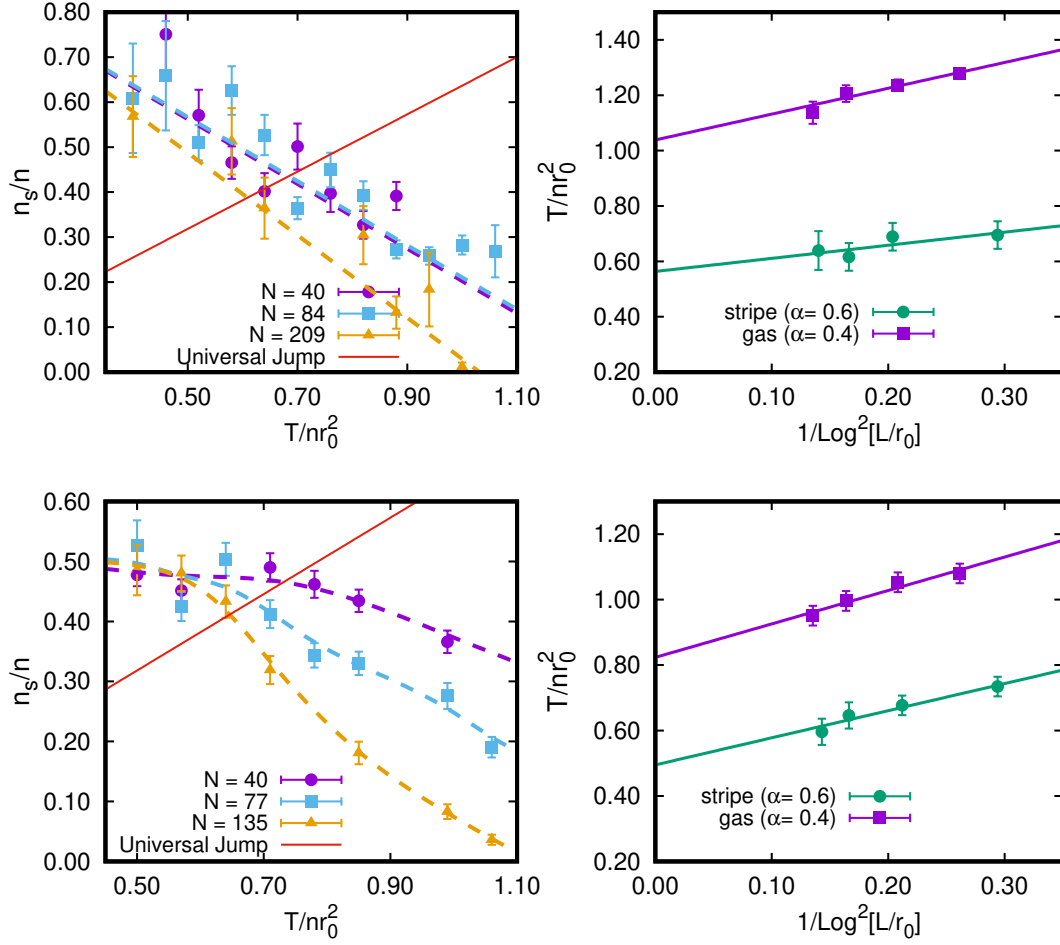 0.80
0.70
0.60
0.50
0.40
0.30
0.20
0.10
0.00
n_s/n
N = 40
N = 84
N = 209
Universal Jump
0.50 0.70 0.90 1.10
T/nr_0^2
1.40
1.20
1.00
0.80
0.60
0.40
0.20
T/nr_0^2
stripe (α= 0.6)
gas (α= 0.4)
0.00 0.10 0.20 0.30
1/Log^2[L/r_0]
0.60
0.50
0.40
0.30
0.20
0.10
0.00
n_s/n
N = 40
N = 77
N = 135
Universal Jump
0.50 0.70 0.90 1.10
T/nr_0^2
1.20
1.00
0.80
0.60
0.40
0.20
T/nr_0^2
stripe (α= 0.6)
gas (α= 0.4)
0.00 0.10 0.20 0.30
1/Log^2[L/r_0]